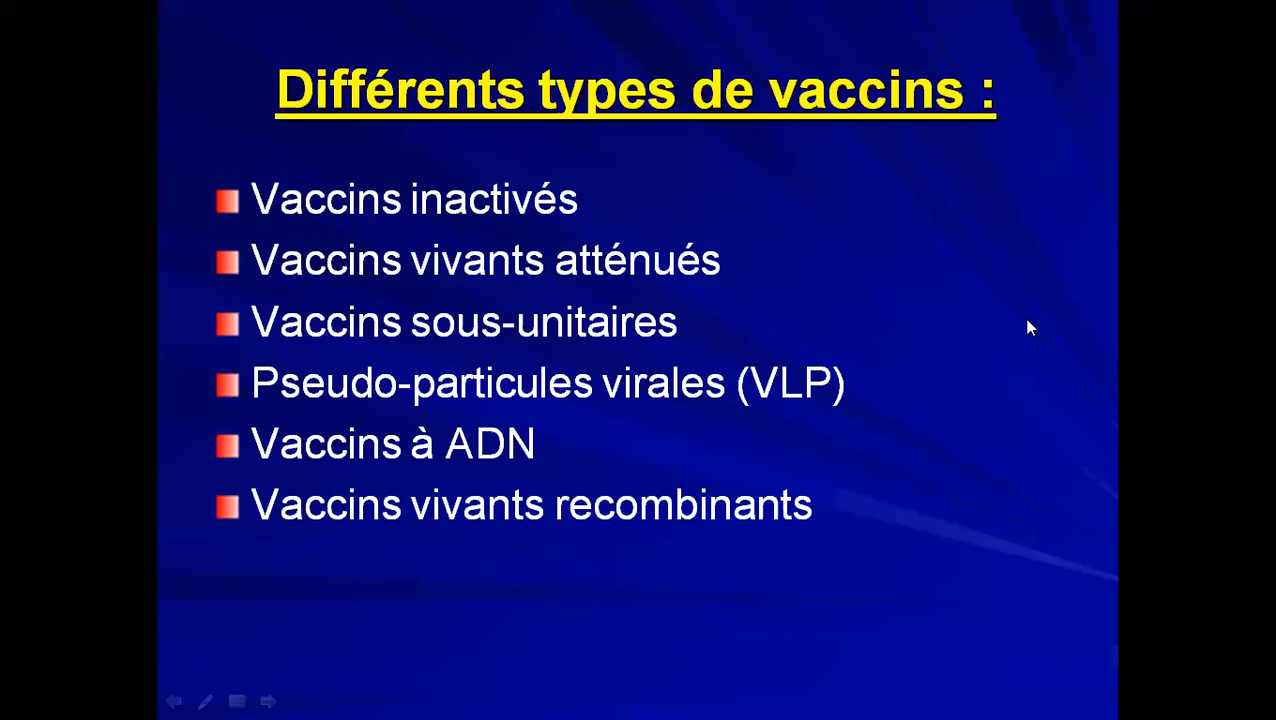 Différents types de vaccins :
Vaccins inactivés
Vaccins vivants atténués
Vaccins sous-unitaires
Pseudo-particules virales (VLP)
Vaccins à ADN
Vaccins vivants recombinants